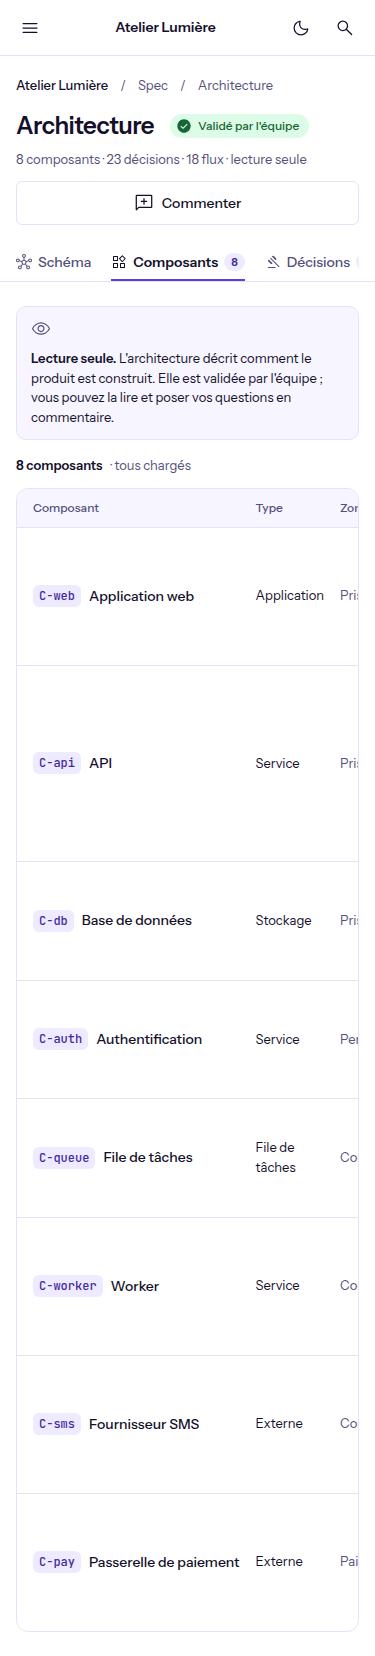 Atelier Lumière
Atelier Lumière / Spec / Architecture
Architecture
Validé par l'équipe
8 composants · 23 décisions · 18 flux · lecture seule
Commenter
Schéma Composants 8 Décisions
Lecture seule. L'architecture décrit comment le
produit est construit. Elle est validée par l'équipe ;
vous pouvez la lire et poser vos questions en
commentaire.
8 composants · tous chargés
Composant Type
C-web Application web Application
C-api API Service
C-db Base de données Stockage
C-auth Authentification Service
C-queue File de tâches File de
tâches
C-worker Worker Service
C-sms Fournisseur SMS Externe
C-pay Passerelle de paiement Externe